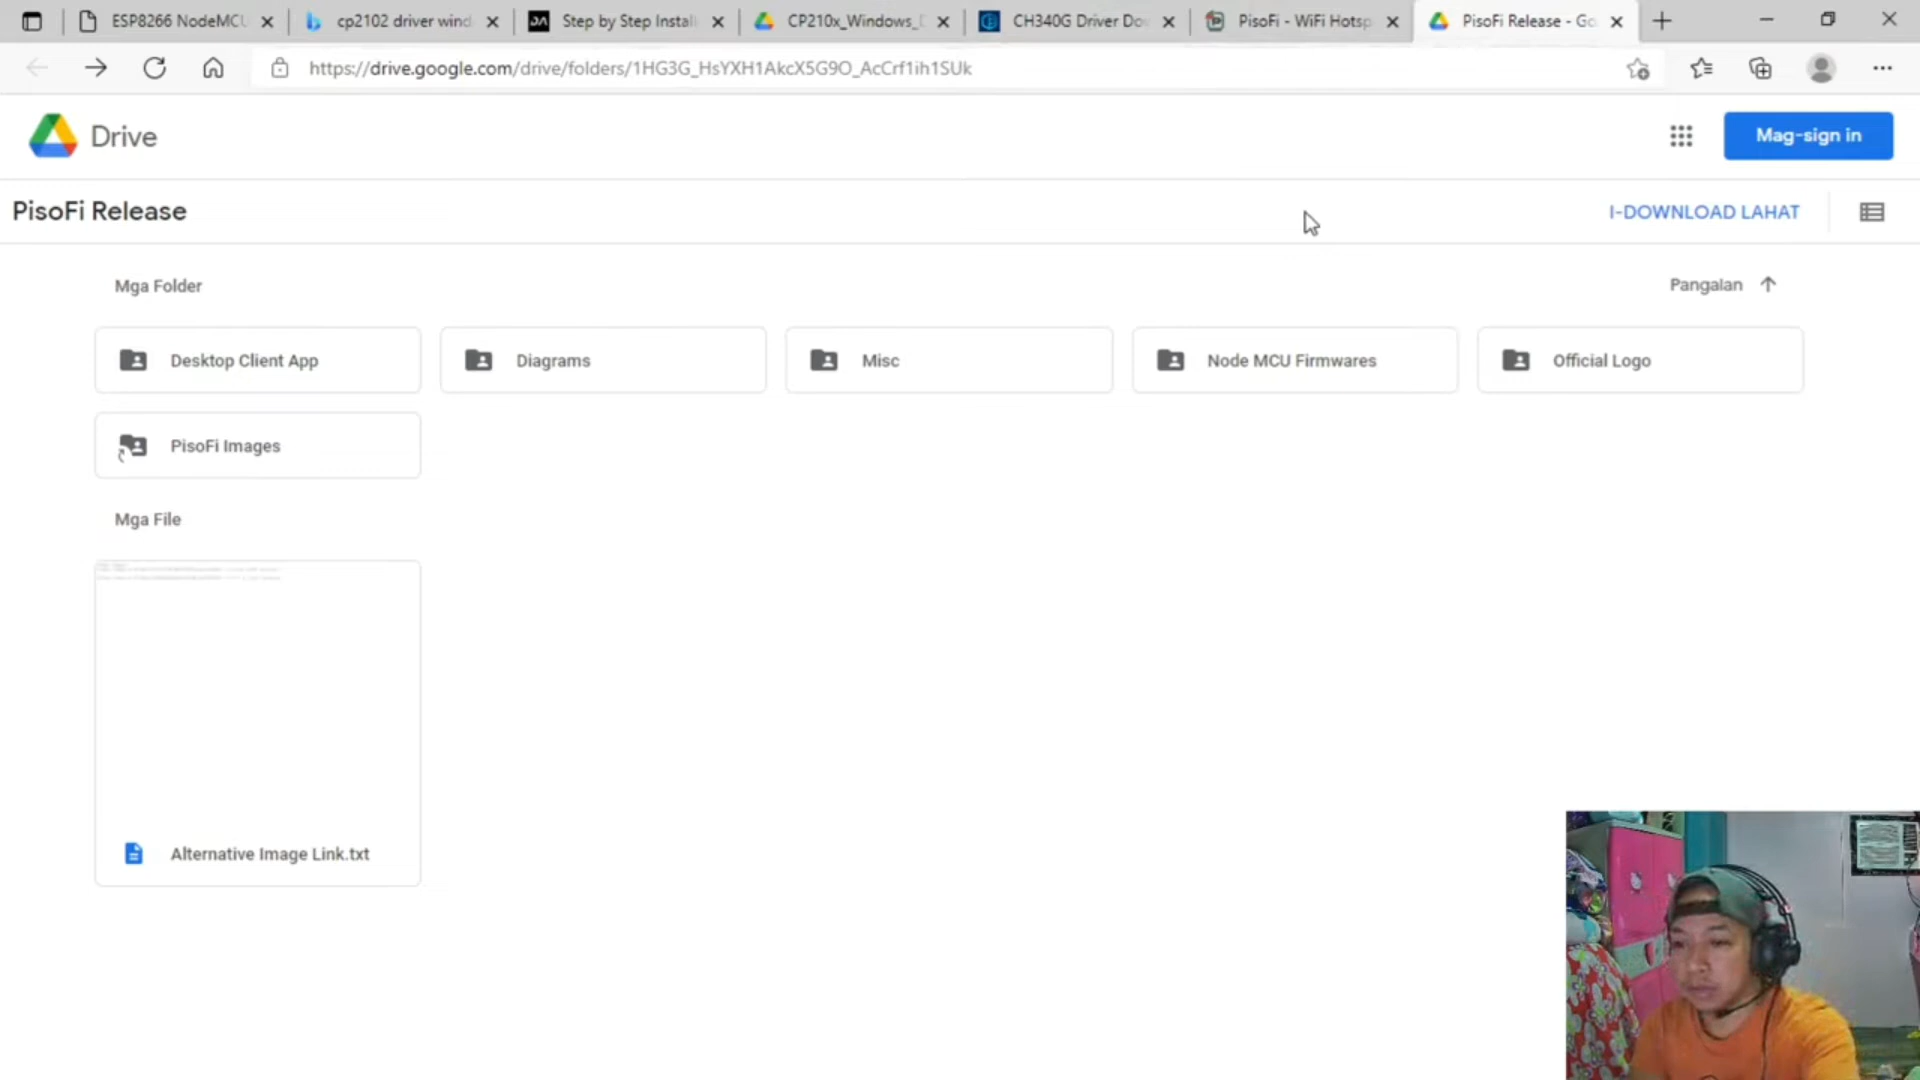 ESP8266 NodeMCU
cp2102 driver wind
Step by Step Install
CP210x_Windows_D
CH340G Driver Dow
PisoFi - WiFi Hotsp
PisoFi Release - Go
https://drive.google.com/drive/folders/1HG3G_HsYXH1AkcX5G9O_AcCrf1ih1SUk
Drive
Mag-sign in
PisoFi Release
I-DOWNLOAD LAHAT
Mga Folder
Pangalan
Desktop Client App
Diagrams
Misc
Node MCU Firmwares
Official Logo
PisoFi Images
Mga File
Alternative Image Link.txt